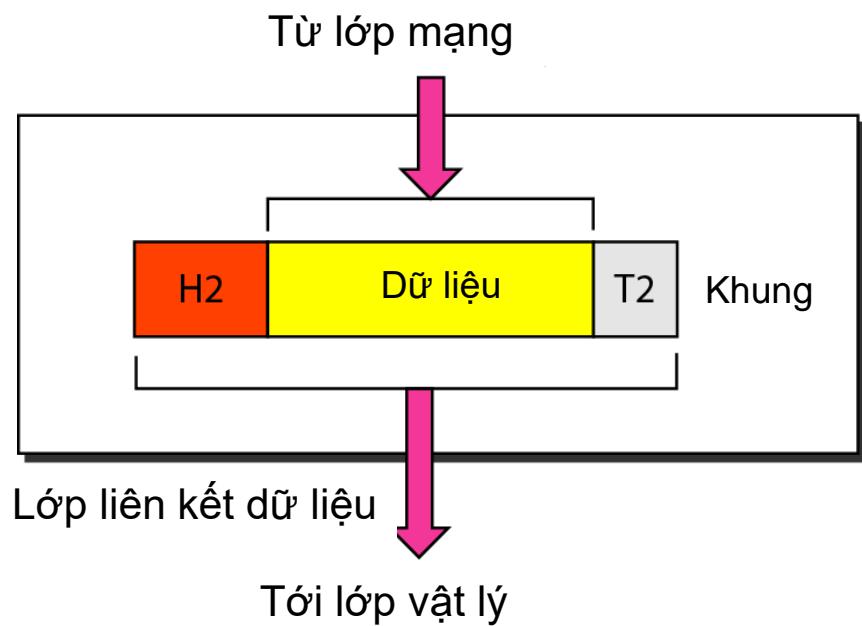 Từ lớp mạng
H2
Dữ liệu
T2
Khung
Lớp liên kết dữ liệu
Tới lớp vật lý